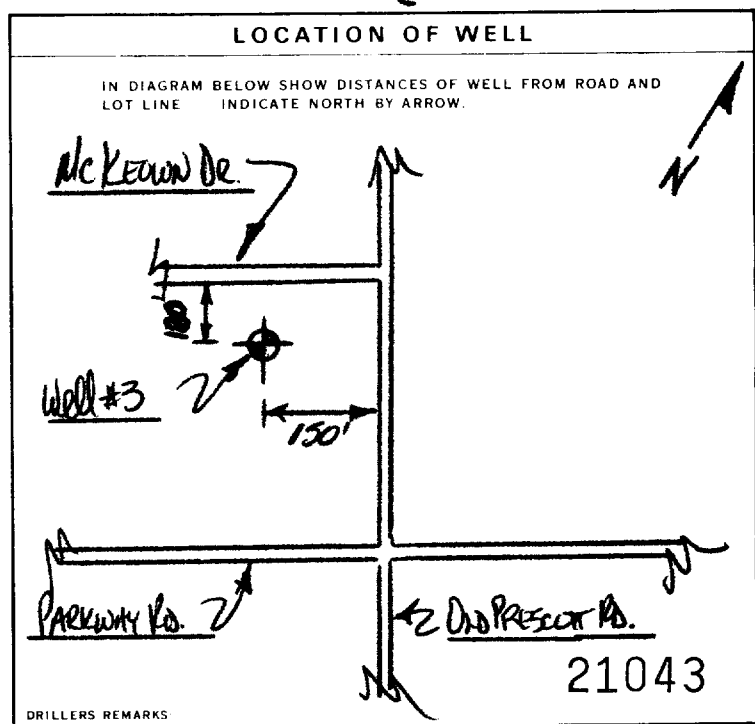 LOCATION OF WELL
IN DIAGRAM BELOW SHOW DISTANCES OF WELL FROM ROAD AND
LOT LINE INDICATE NORTH BY ARROW.
McKEOWN DR.
N
Well #3
150'
PARKWAY RD.
OLD PRESCOTT RD.
21043
DRILLERS REMARKS